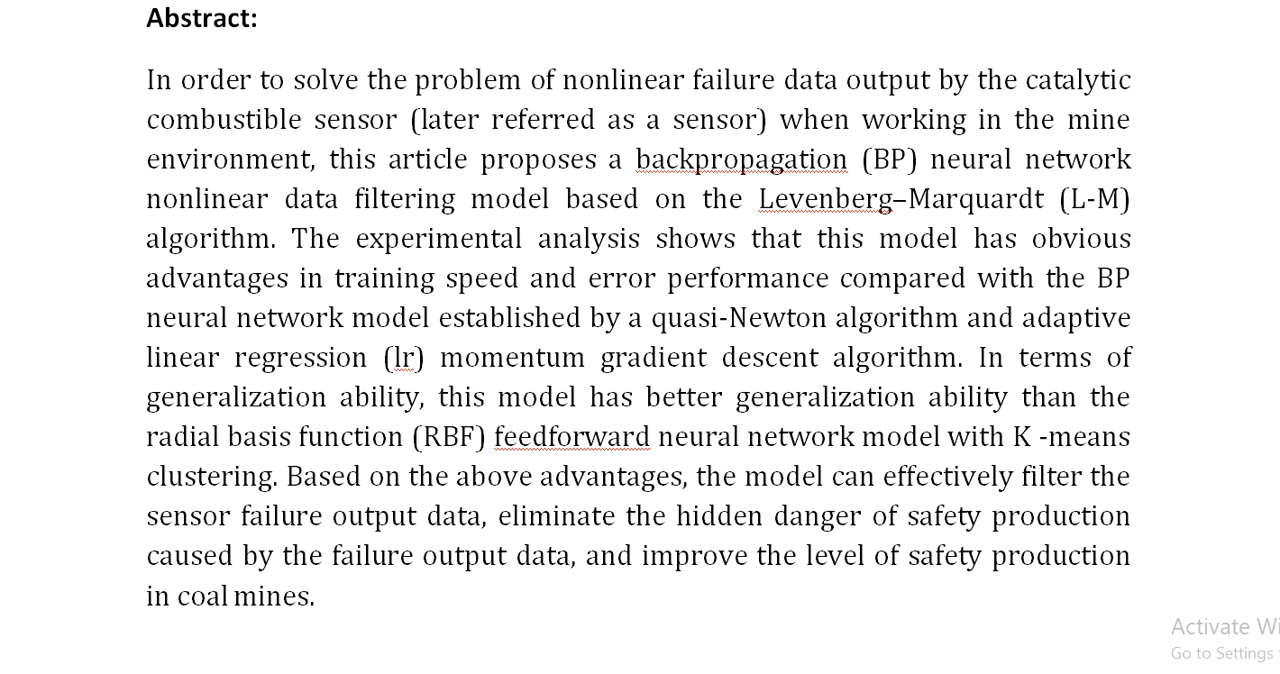 Abstract:
In order to solve the problem of nonlinear failure data output by the catalytic
combustible sensor (later referred as a sensor) when working in the mine
environment, this article proposes a backpropagation (BP) neural network
nonlinear data filtering model based on the Levenberg–Marquardt (L-M)
algorithm. The experimental analysis shows that this model has obvious
advantages in training speed and error performance compared with the BP
neural network model established by a quasi-Newton algorithm and adaptive
linear regression (lr) momentum gradient descent algorithm. In terms of
generalization ability, this model has better generalization ability than the
radial basis function (RBF) feedforward neural network model with K -means
clustering. Based on the above advantages, the model can effectively filter the
sensor failure output data, eliminate the hidden danger of safety production
caused by the failure output data, and improve the level of safety production
in coal mines.
Activate Wi
Go to Settings